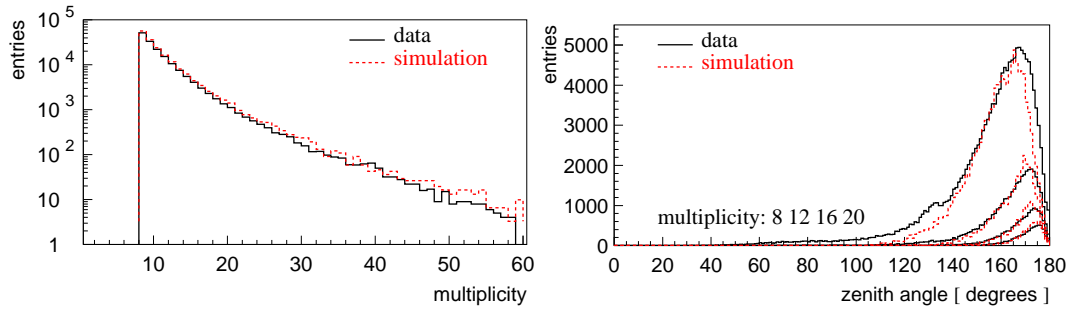 entries
10 5
10 4
10 3
10 2
10
1
data
simulation
10 20 30 40 50 60
multiplicity
entries
5000
4000
3000
2000
1000
0
data
simulation
multiplicity: 8 12 16 20
0 20 40 60 80 100 120 140 160 180
zenith angle [ degrees ]